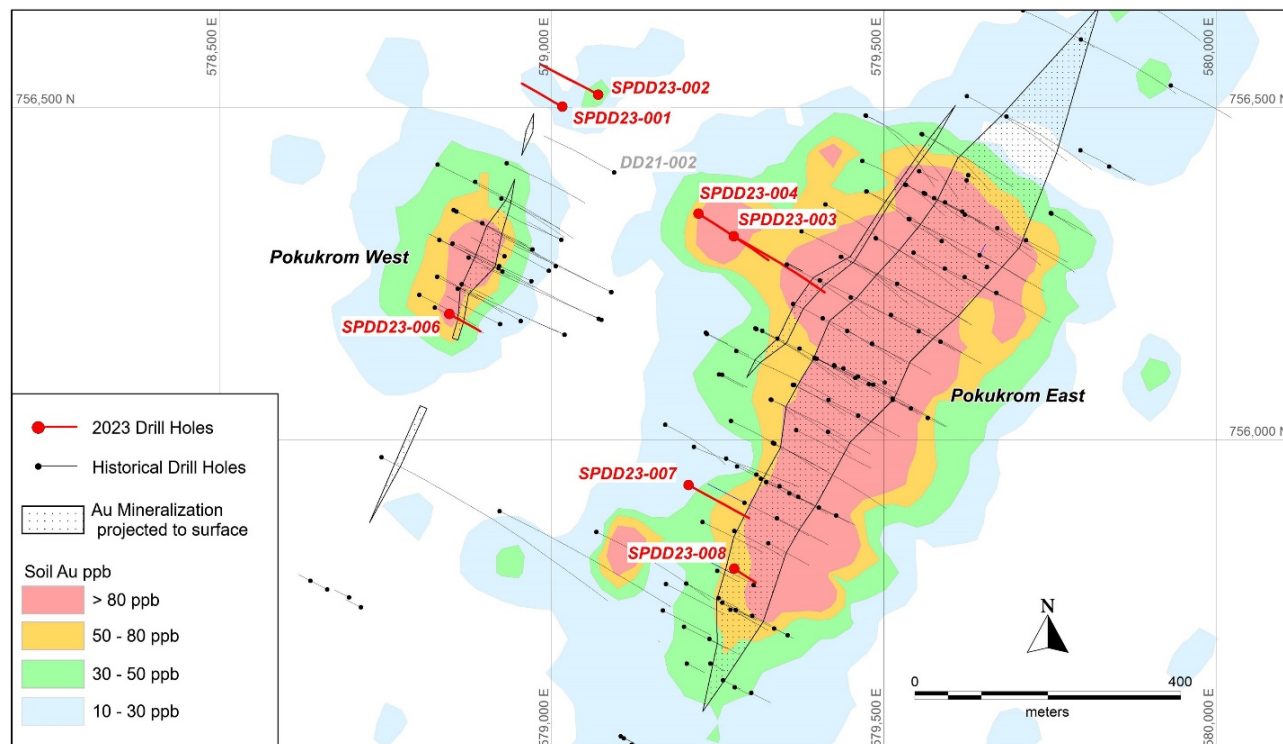 578,500 E
579,000 E
579,500 E
580,000 E
SPDD23-002
756,500 N
756,500 N
SPDD23-001
DD21-002
SPDD23-004
SPDD23-003
Pokukrom West
SPDD23-006
Pokukrom East
2023 Drill Holes
756,000 N
Historical Drill Holes
SPDD23-007
Au Mineralization
projected to surface
SPDD23-008
Soil Au ppb
> 80 ppb
50 - 80 ppb
30 - 50 ppb
10 - 30 ppb
N
0
400
meters
579,000 E
579,500 E
580,000 E